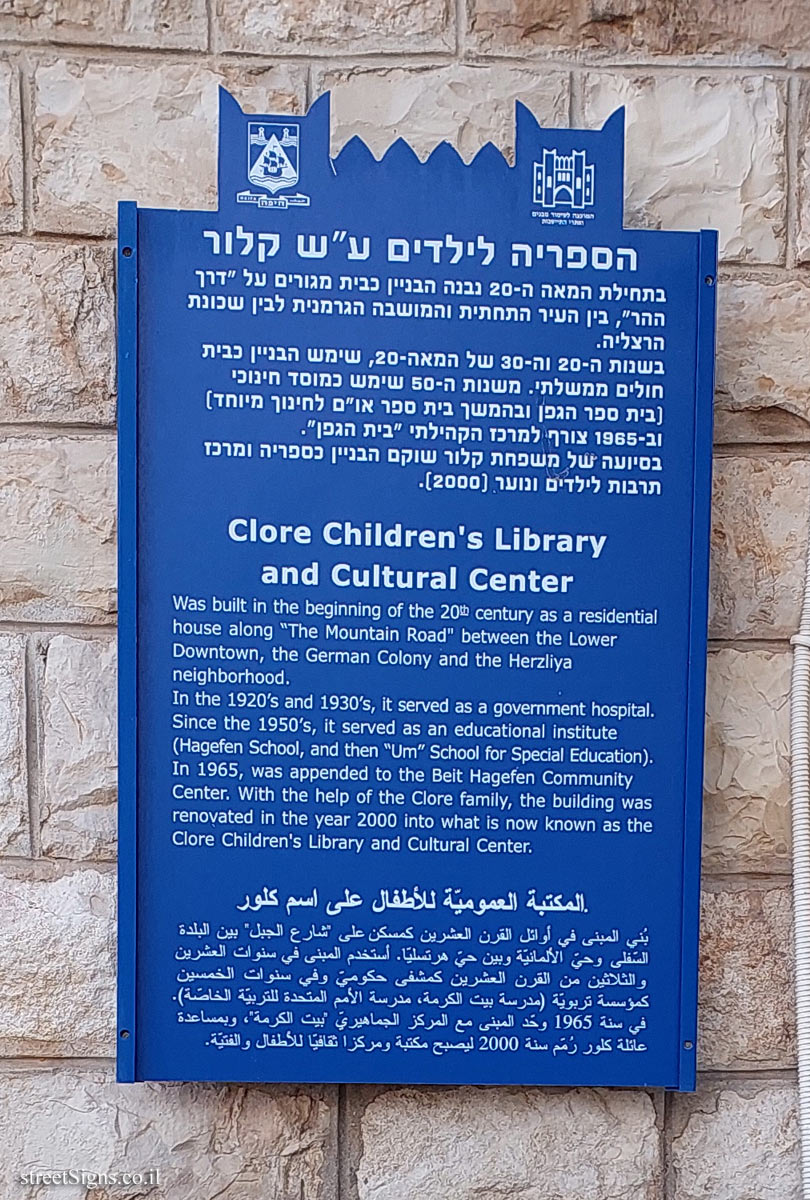 חיפה
המועצה לשימור מבנים
ואתרי התיישבות
הספריה לילדים ע״ש קלור
בתחילת המאה ה-20 נבנה הבניין כבית מגורים על ״דרך
ההר״, בין העיר התחתית והמושבה הגרמנית לבין שכונת
הרצליה.
בשנות ה-20 וה-30 של המאה-20, שימש הבניין כבית
חולים ממשלתי. משנות ה-50 שימש כמוסד חינוכי
(בית ספר הגפן ובהמשך בית ספר או״ם לחינוך מיוחד)
וב-1965 צורף למרכז הקהילתי ״בית הגפן״.
בסיועה של משפחת קלור שוקם הבניין כספריה ומרכז
תרבות לילדים ונוער (2000).
Clore Children's Library
and Cultural Center
Was built in the beginning of the 20th century as a residential
house along “The Mountain Road" between the Lower
Downtown, the German Colony and the Herzliya
neighborhood.
In the 1920’s and 1930’s, it served as a government hospital.
Since the 1950’s, it served as an educational institute
(Hagefen School, and then “Um” School for Special Education).
In 1965, was appended to the Beit Hagefen Community
Center. With the help of the Clore family, the building was
renovated in the year 2000 into what is now known as the
Clore Children's Library and Cultural Center.
المكتبة العموميّة للأطفال على اسم كلور.
بُني المبنى في أوائل القرن العشرين كمسكن على "شارع الجبل" بين البلدة
السّفلى وحيّ الألمانيّة وبين حيّ هرتسليّا. أستخدم المبنى في سنوات العشرين
والثلاثين من القرن العشرين كمشفى حكوميّ وفي سنوات الخمسين
كمؤسسة تربويّة (مدرسة بيت الكرمة، مدرسة الأمم المتحدة للتربيّة الخاصّة).
في سنة 1965 وحّد المبنى مع المركز الجماهيريّ "بيت الكرمة"، وبمساعدة
عائلة كلور رُمّم سنة 2000 ليصبح مكتبة ومركزا ثقافيّا للأطفال والفتيّة.
streetSigns.co.il